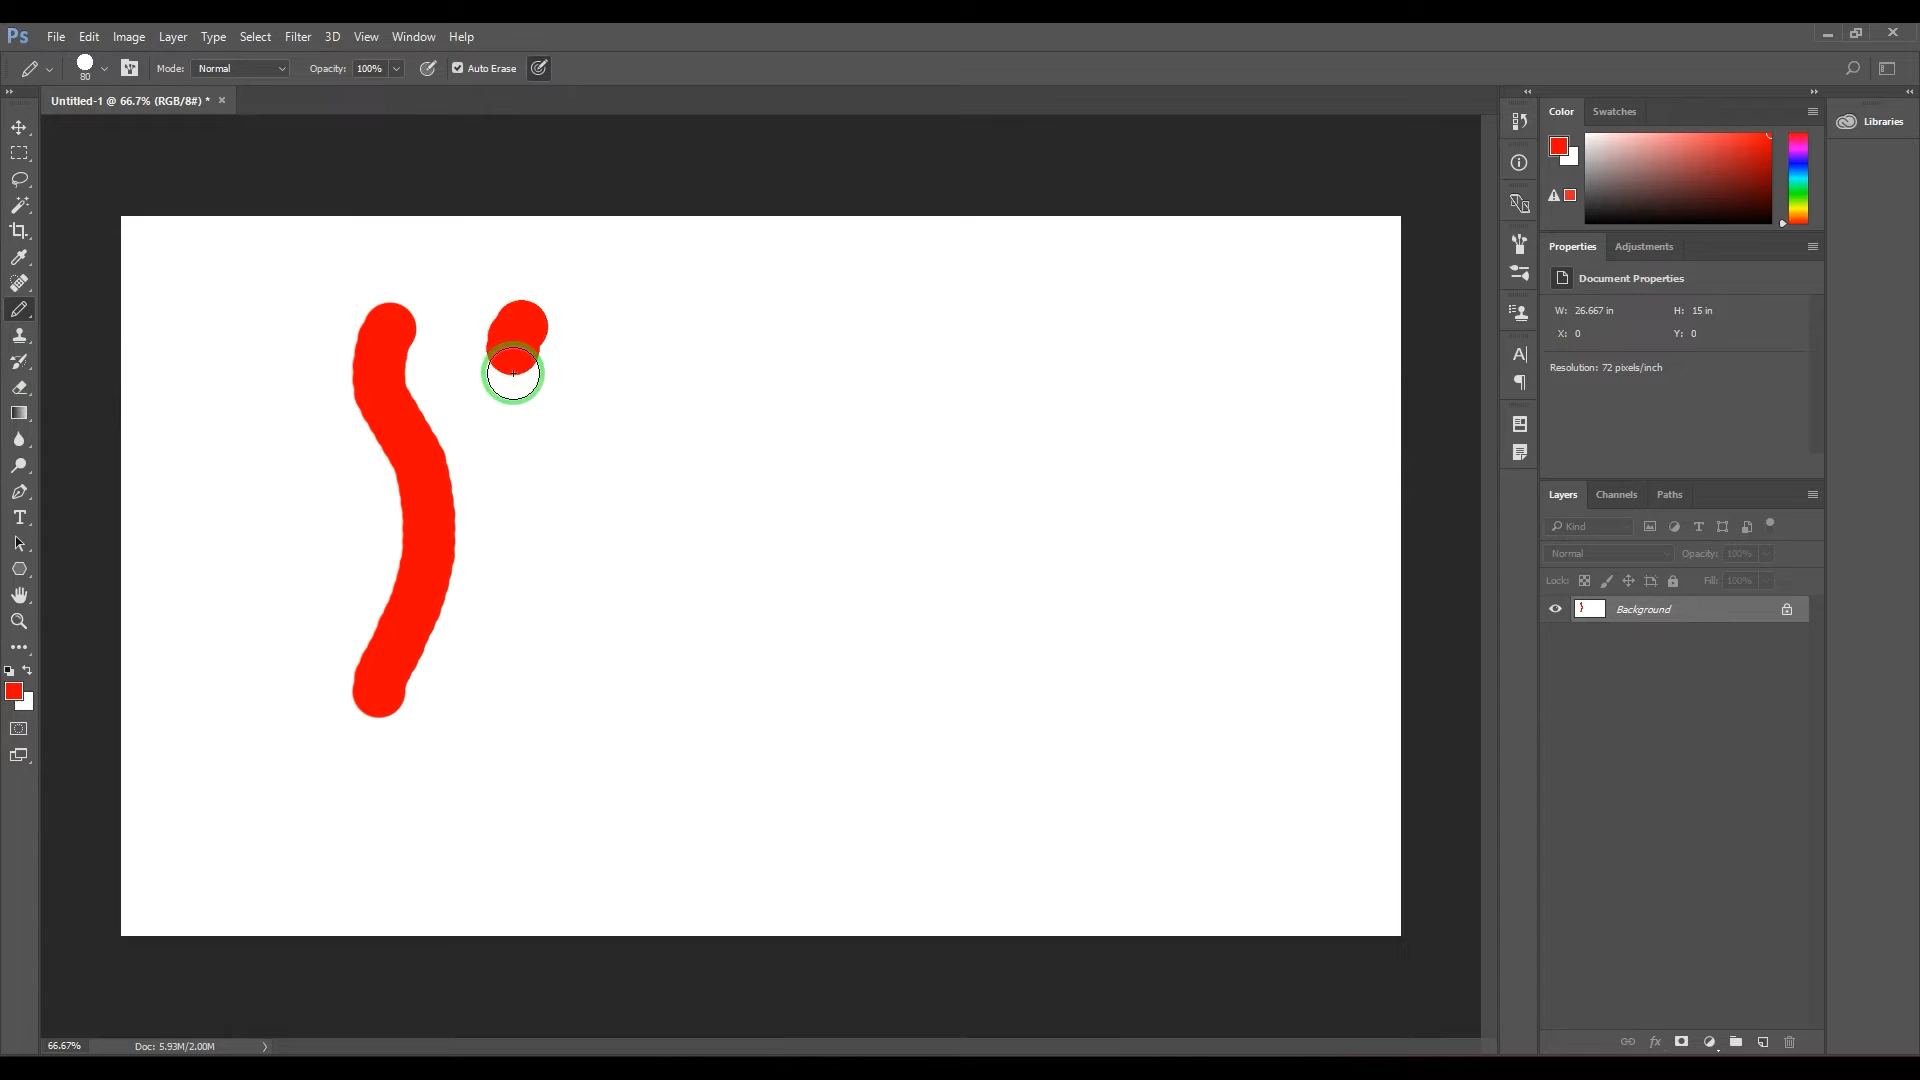 Ps File Edit Image Layer Type Select Filter 3D View Window Help
80 Mode: Normal Opacity: 100% Auto Erase
Untitled-1 @ 66.7% (RGB/8#) * ×
Color Swatches
Libraries
Properties Adjustments
Document Properties
W: 26.667 in H: 15 in
X: 0 Y: 0
Resolution: 72 pixels/inch
Layers Channels Paths
Kind
Normal Opacity: 100%
Lock: Fill: 100%
Background
66.67% Doc: 5.93M/2.00M